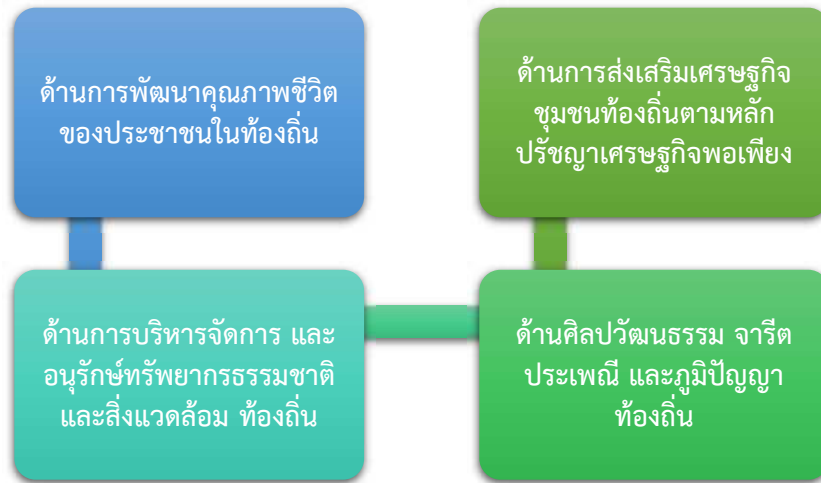 ด้านการพัฒนาคุณภาพชีวิต
ของประชาชนในท้องถิ่น
ด้านการบริหารจัดการ และ
อนุรักษ์ทรัพยากรธรรมชาติ
และสิ่งแวดล้อม ท้องถิ่น
ด้านศิลปวัฒนธรรม จารีต
ประเพณี และภูมิปัญญา
ท้องถิ่น
ด้านการส่งเสริมเศรษฐกิจ
ชุมชนท้องถิ่นตามหลัก
ปรัชญาเศรษฐกิจพอเพียง